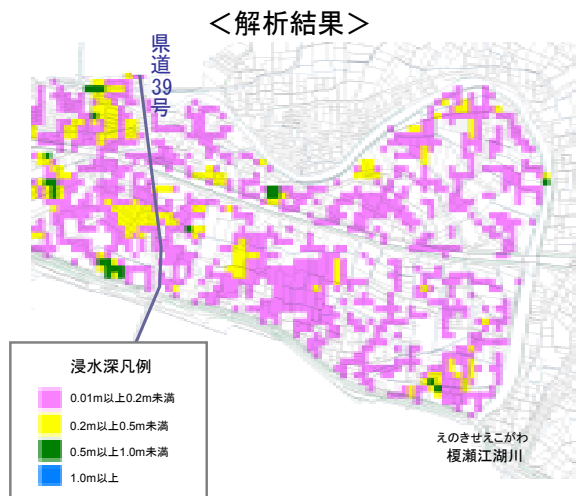 ＜解析結果＞
県道39号
浸水深凡例
0.01m以上0.2m未満
0.2m以上0.5m未満
0.5m以上1.0m未満
1.0m以上
えのきせえこがわ
榎瀬江湖川